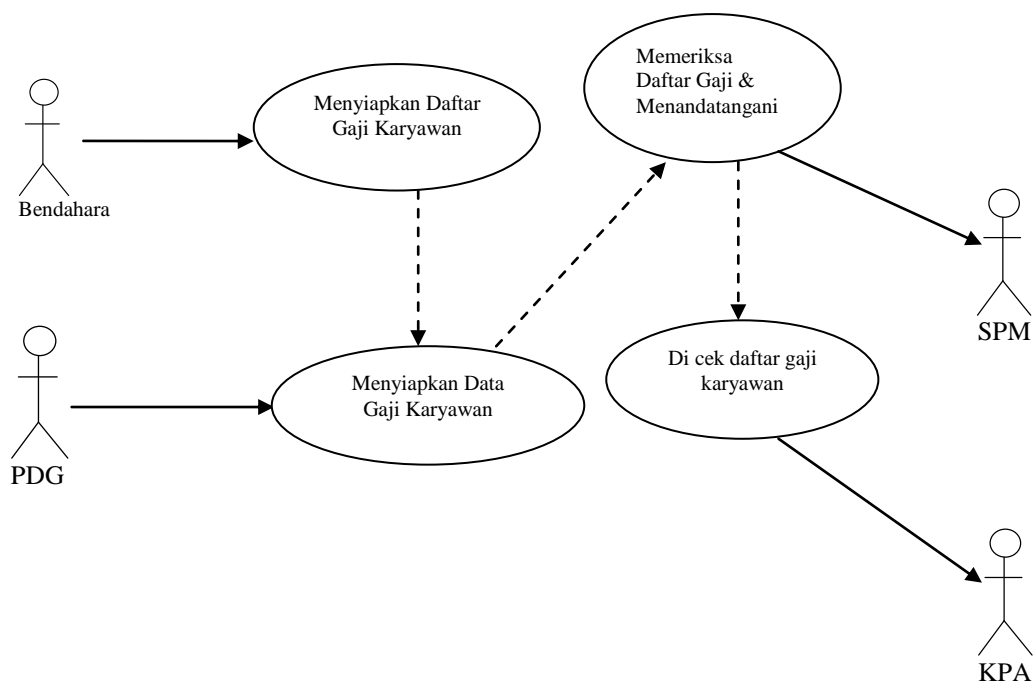 Memeriksa
Daftar Gaji &
Menandatangani
Menyiapkan Daftar
Gaji Karyawan
Bendahara
SPM
Di cek daftar gaji
karyawan
Menyiapkan Data
Gaji Karyawan
PDG
KPA